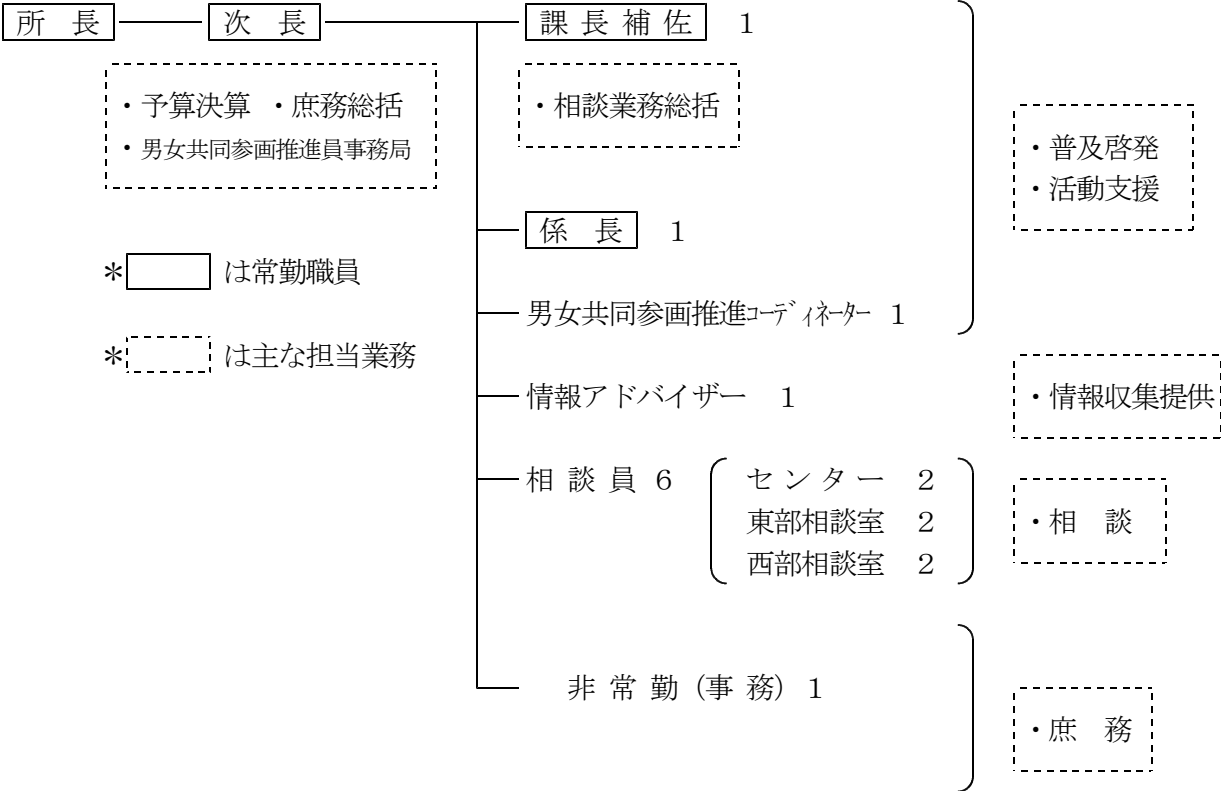 所　長　次　長　課 長 補 佐　1
・予算決算　・庶務総括
・男女共同参画推進員事務局
・相談業務総括
・普及啓発
・活動支援
係　長　1
＊　は常勤職員
男女共同参画推進ｺｰﾃﾞｨﾈｰﾀｰ　1
＊　は主な担当業務
情報アドバイザー　1
・情報収集提供
相 談 員 6
セ ン タ ー　2
東部相談室　2
西部相談室　2
・相　談
非 常 勤 (事 務) 1
・庶　務